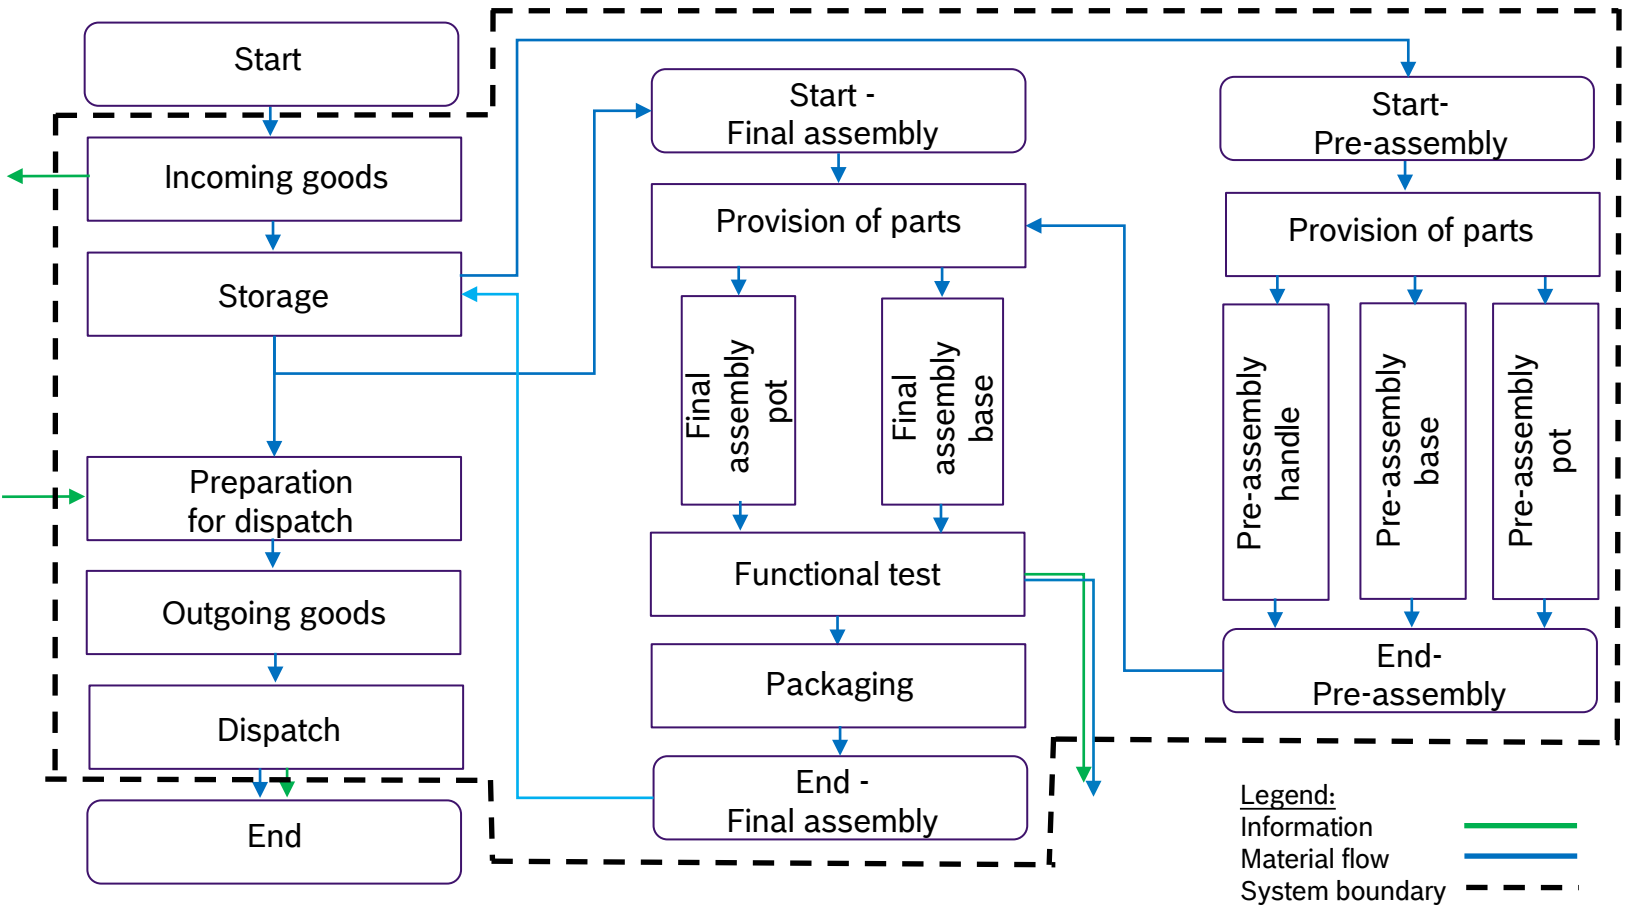 Start
Incoming goods
Storage
Preparation
for dispatch
Outgoing goods
Dispatch
End
Start -
Final assembly
Provision of parts
Final
assembly
pot
Final
assembly
base
Functional test
Packaging
End -
Final assembly
Start-
Pre-assembly
Provision of parts
Pre-assembly
handle
Pre-assembly
base
Pre-assembly
pot
End-
Pre-assembly
Legend:
Information
Material flow
System boundary